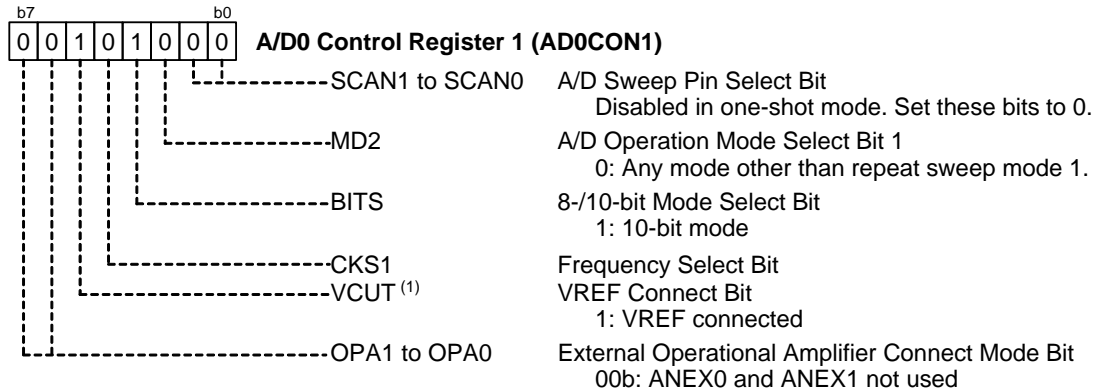 b7 b0
0 0 1 0 1 0 0 0 A/D0 Control Register 1 (AD0CON1)
SCAN1 to SCAN0 A/D Sweep Pin Select Bit
Disabled in one-shot mode. Set these bits to 0.
MD2 A/D Operation Mode Select Bit 1
0: Any mode other than repeat sweep mode 1.
BITS 8-/10-bit Mode Select Bit
1: 10-bit mode
CKS1 Frequency Select Bit
VCUT (1) VREF Connect Bit
1: VREF connected
OPA1 to OPA0 External Operational Amplifier Connect Mode Bit
00b: ANEX0 and ANEX1 not used